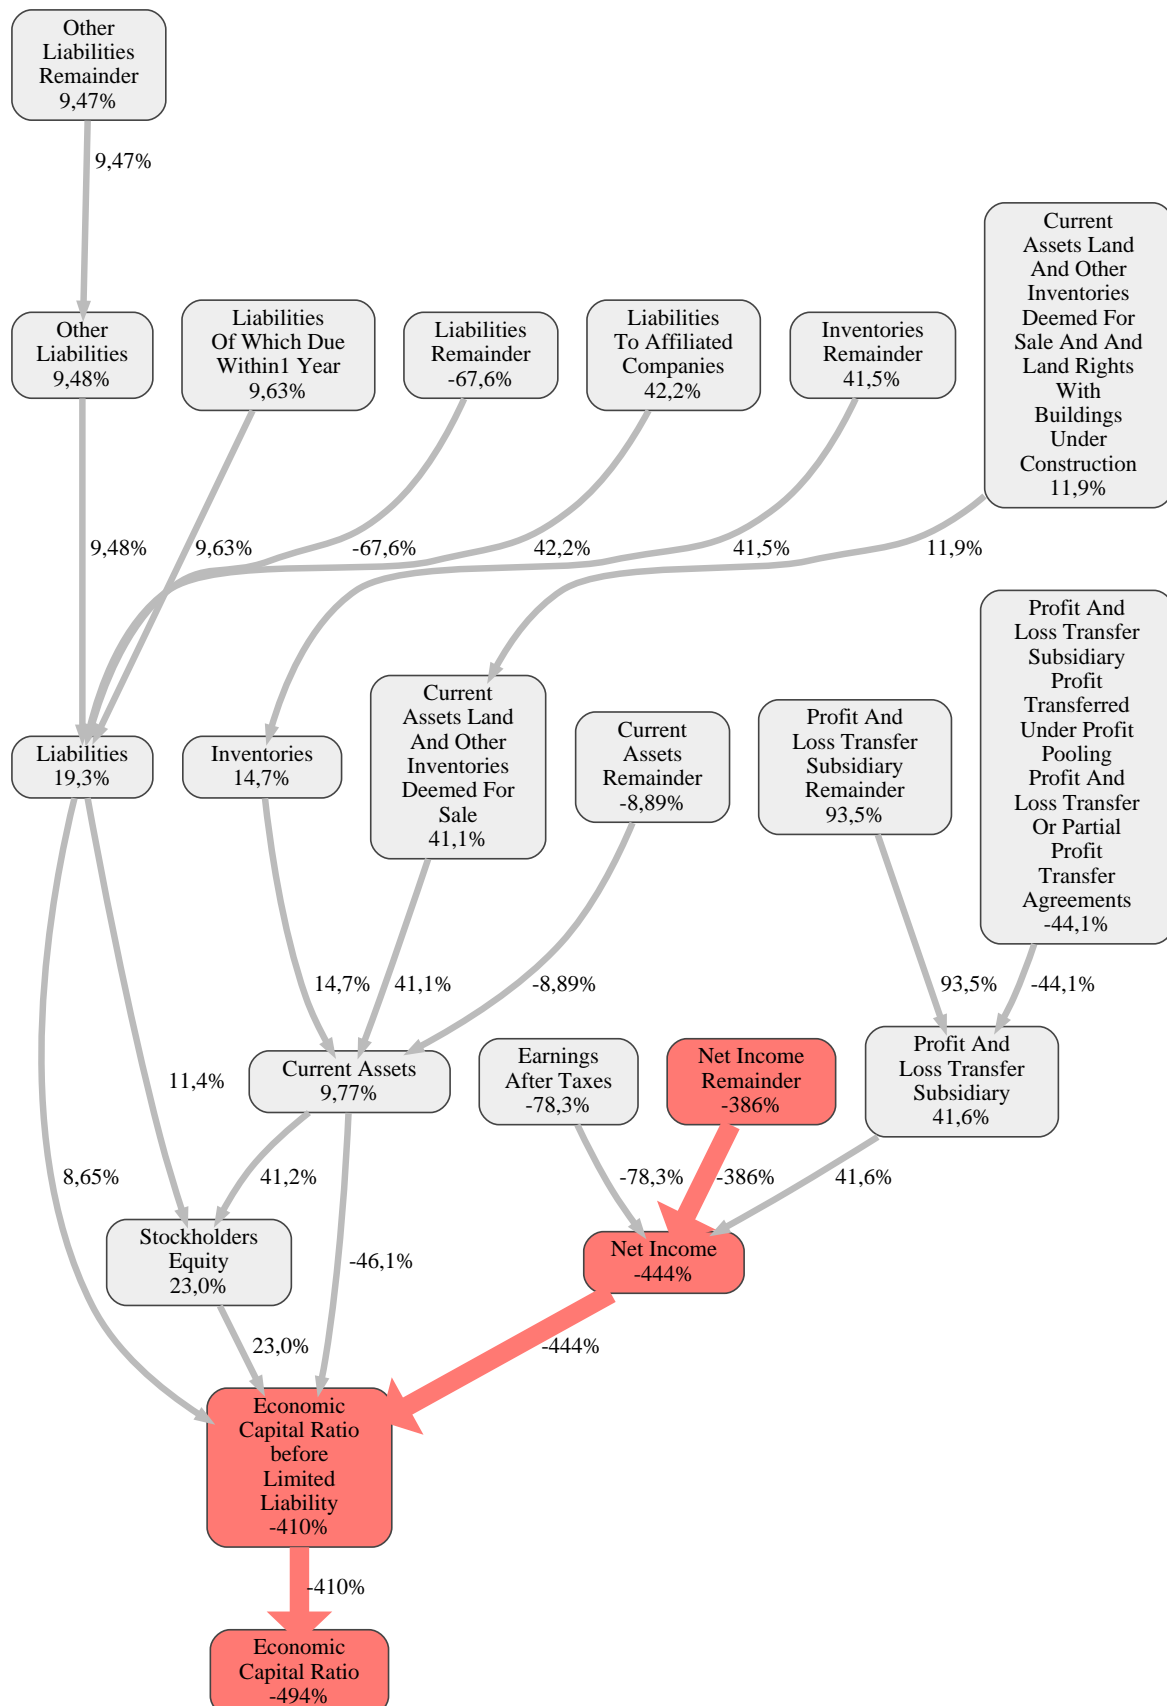 Other
Liabilities
Remainder
9,47%
9,47%
Current
Assets Land
And Other
Inventories
Deemed For
Sale And And
Land Rights
With
Buildings
Under
Construction
11,9%
Other
Liabilities
9,48%
Liabilities
Of Which Due
Within1 Year
9,63%
Liabilities
Remainder
-67,6%
Liabilities
To Affiliated
Companies
42,2%
Inventories
Remainder
41,5%
9,48%
9,63%
-67,6%
42,2%
41,5%
11,9%
Profit And
Loss Transfer
Subsidiary
Profit
Transferred
Under Profit
Pooling
Profit And
Loss Transfer
Or Partial
Profit
Transfer
Agreements
-44,1%
Liabilities
19,3%
Inventories
14,7%
Current
Assets Land
And Other
Inventories
Deemed For
Sale
41,1%
Current
Assets
Remainder
-8,89%
Profit And
Loss Transfer
Subsidiary
Remainder
93,5%
14,7%
41,1%
-8,89%
93,5%
-44,1%
Current Assets
9,77%
Earnings
After Taxes
-78,3%
Net Income
Remainder
-386%
Profit And
Loss Transfer
Subsidiary
41,6%
11,4%
8,65%
41,2%
-78,3%
-386%
41,6%
Stockholders
Equity
23,0%
-46,1%
Net Income
-444%
23,0%
-444%
Economic
Capital Ratio
before
Limited
Liability
-410%
-410%
Economic
Capital Ratio
-494%